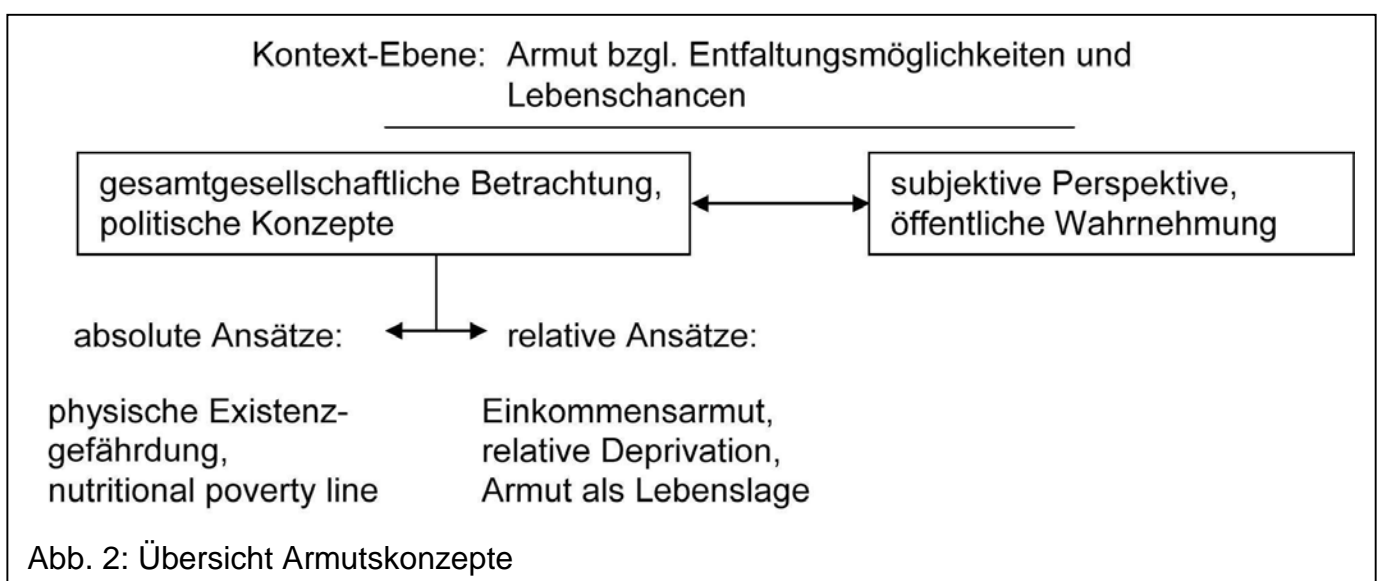 Kontext-Ebene: Armut bzgl. Entfaltungsmöglichkeiten und
Lebenschancen
gesamtgesellschaftliche Betrachtung,
politische Konzepte
subjektive Perspektive,
öffentliche Wahrnehmung
absolute Ansätze:
relative Ansätze:
physische Existenz-
gefährdung,
nutritional poverty line
Einkommensarmut,
relative Deprivation,
Armut als Lebenslage
Abb. 2: Übersicht Armutskonzepte